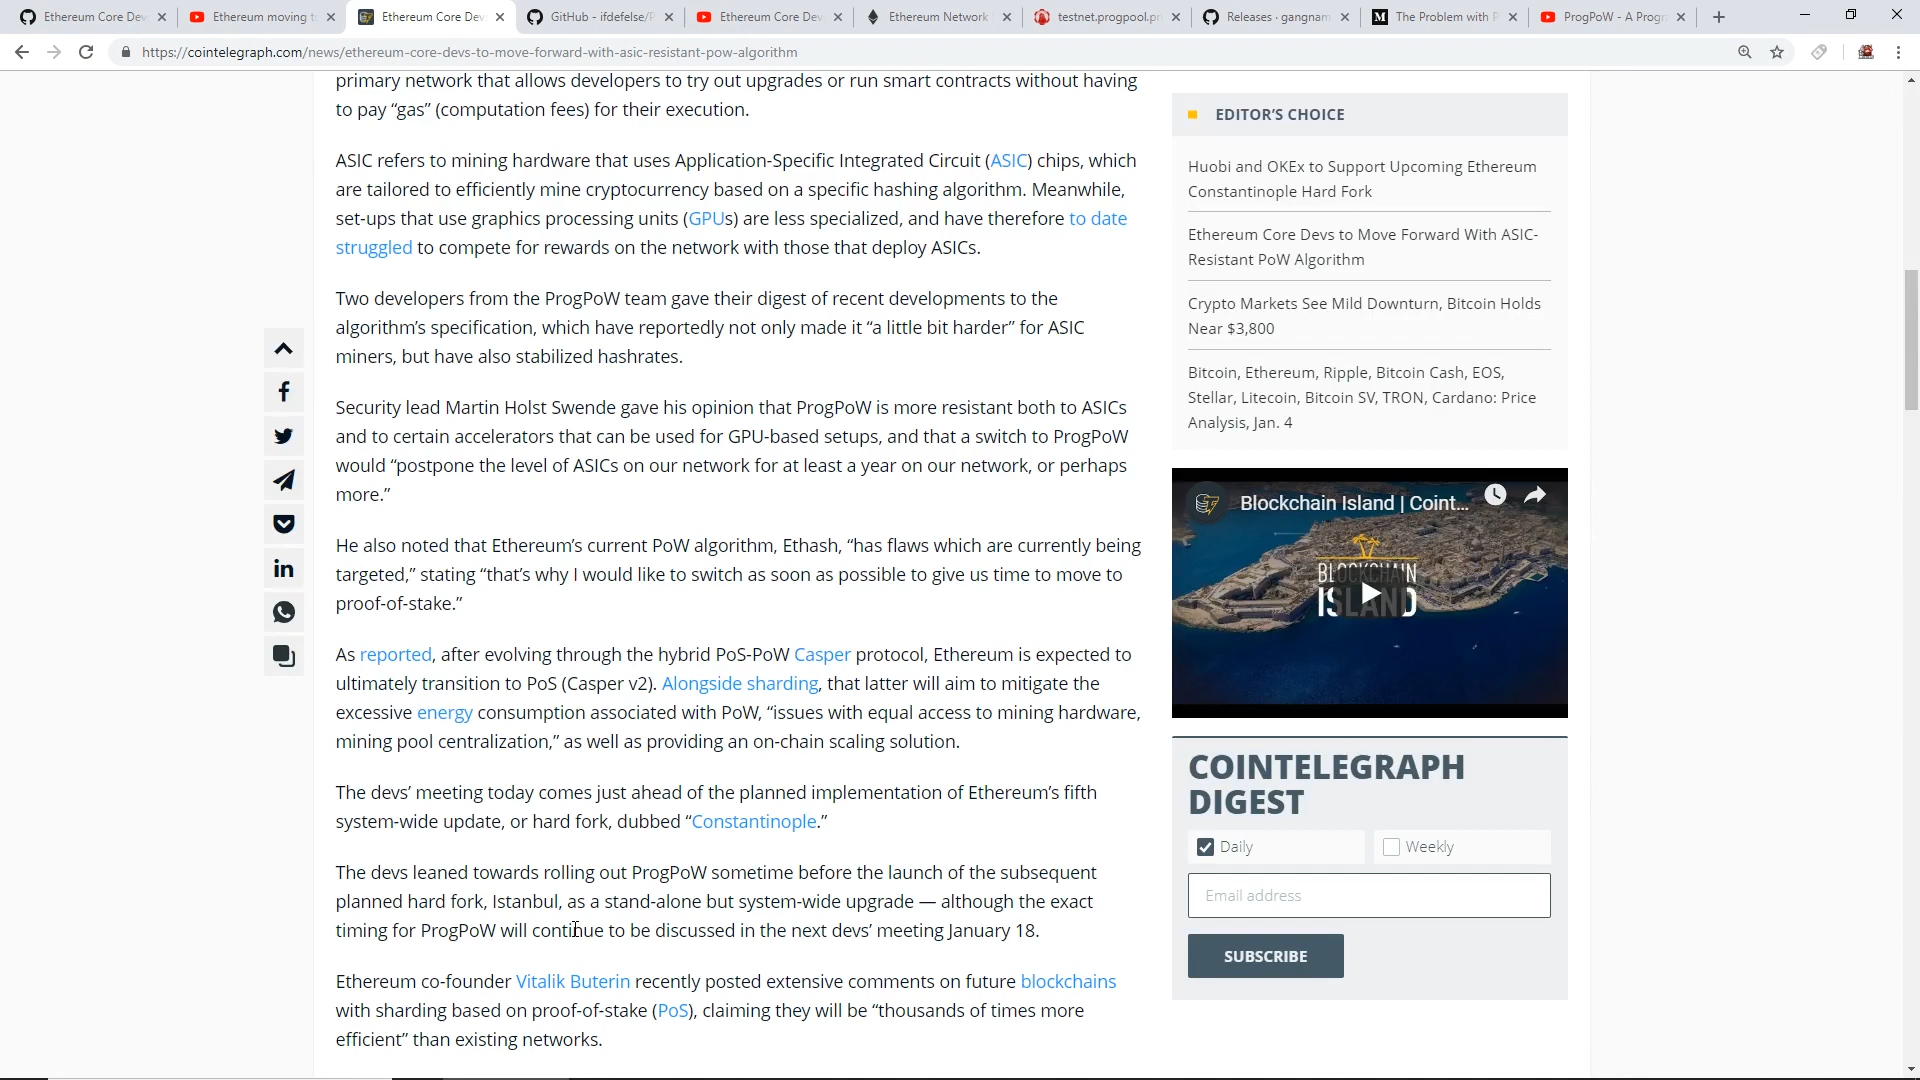 Ethereum Core Dev
Ethereum moving t
Ethereum Core Dev
GitHub - ifdefelse/P
Ethereum Core Dev
Ethereum Network
testnet.progpool.pr
Releases · gangnam
The Problem with P
ProgPoW - A Progr
https://cointelegraph.com/news/ethereum-core-devs-to-move-forward-with-asic-resistant-pow-algorithm
primary network that allows developers to try out upgrades or run smart contracts without having
to pay “gas” (computation fees) for their execution.
ASIC refers to mining hardware that uses Application-Specific Integrated Circuit (ASIC) chips, which
are tailored to efficiently mine cryptocurrency based on a specific hashing algorithm. Meanwhile,
set-ups that use graphics processing units (GPUs) are less specialized, and have therefore to date
struggled to compete for rewards on the network with those that deploy ASICs.
Two developers from the ProgPoW team gave their digest of recent developments to the
algorithm’s specification, which have reportedly not only made it “a little bit harder” for ASIC
miners, but have also stabilized hashrates.
Security lead Martin Holst Swende gave his opinion that ProgPoW is more resistant both to ASICs
and to certain accelerators that can be used for GPU-based setups, and that a switch to ProgPoW
would “postpone the level of ASICs on our network for at least a year on our network, or perhaps
more.”
He also noted that Ethereum’s current PoW algorithm, Ethash, “has flaws which are currently being
targeted,” stating “that’s why I would like to switch as soon as possible to give us time to move to
proof-of-stake.”
As reported, after evolving through the hybrid PoS-PoW Casper protocol, Ethereum is expected to
ultimately transition to PoS (Casper v2). Alongside sharding, that latter will aim to mitigate the
excessive energy consumption associated with PoW, “issues with equal access to mining hardware,
mining pool centralization,” as well as providing an on-chain scaling solution.
The devs’ meeting today comes just ahead of the planned implementation of Ethereum’s fifth
system-wide update, or hard fork, dubbed “Constantinople.”
The devs leaned towards rolling out ProgPoW sometime before the launch of the subsequent
planned hard fork, Istanbul, as a stand-alone but system-wide upgrade — although the exact
timing for ProgPoW will continue to be discussed in the next devs’ meeting January 18.
Ethereum co-founder Vitalik Buterin recently posted extensive comments on future blockchains
with sharding based on proof-of-stake (PoS), claiming they will be “thousands of times more
efficient” than existing networks.
EDITOR’S CHOICE
Huobi and OKEx to Support Upcoming Ethereum
Constantinople Hard Fork
Ethereum Core Devs to Move Forward With ASIC-
Resistant PoW Algorithm
Crypto Markets See Mild Downturn, Bitcoin Holds
Near $3,800
Bitcoin, Ethereum, Ripple, Bitcoin Cash, EOS,
Stellar, Litecoin, Bitcoin SV, TRON, Cardano: Price
Analysis, Jan. 4
Blockchain Island | Coint...
BLOCKCHAIN
ISLAND
COINTELEGRAPH
DIGEST
Daily
Weekly
Email address
SUBSCRIBE